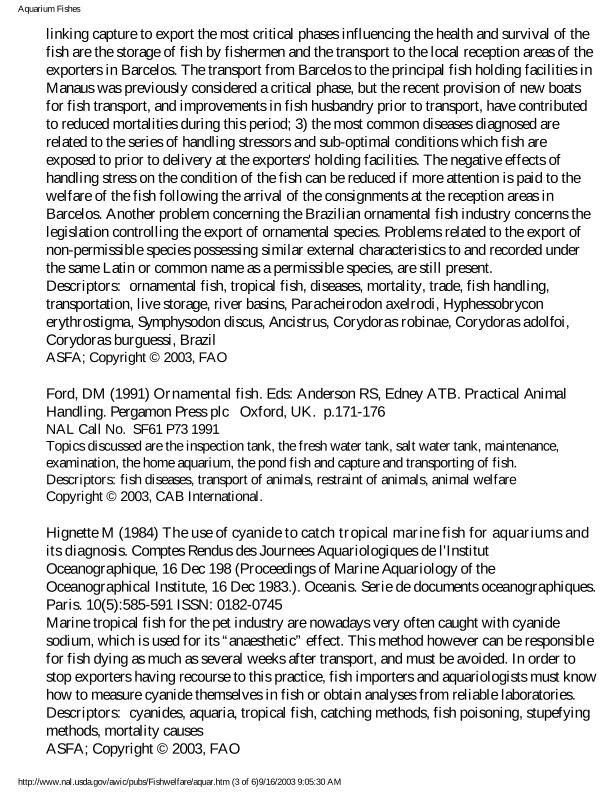 Aquarium Fishes
linking capture to export the most critical phases influencing the health and survival of the
fish are the storage of fish by fishermen and the transport to the local reception areas of the
exporters in Barcelos. The transport from Barcelos to the principal fish holding facilities in
Manaus was previously considered a critical phase, but the recent provision of new boats
for fish transport, and improvements in fish husbandry prior to transport, have contributed
to reduced mortalities during this period; 3) the most common diseases diagnosed are
related to the series of handling stressors and sub-optimal conditions which fish are
exposed to prior to delivery at the exporters' holding facilities. The negative effects of
handling stress on the condition of the fish can be reduced if more attention is paid to the
welfare of the fish following the arrival of the consignments at the reception areas in
Barcelos. Another problem concerning the Brazilian ornamental fish industry concerns the
legislation controlling the export of ornamental species. Problems related to the export of
non-permissible species possessing similar external characteristics to and recorded under
the same Latin or common name as a permissible species, are still present.
Descriptors: ornamental fish, tropical fish, diseases, mortality, trade, fish handling,
transportation, live storage, river basins, Paracheirodon axelrodi, Hyphessobrycon
erythrostigma, Symphysodon discus, Ancistrus, Corydoras robinae, Corydoras adolfoi,
Corydoras burguessi, Brazil
ASFA; Copyright © 2003, FAO
Ford, DM (1991) Ornamental fish. Eds: Anderson RS, Edney ATB. Practical Animal
Handling. Pergamon Press plc Oxford, UK. p.171-176
NAL Call No. SF61 P73 1991
Topics discussed are the inspection tank, the fresh water tank, salt water tank, maintenance,
examination, the home aquarium, the pond fish and capture and transporting of fish.
Descriptors: fish diseases, transport of animals, restraint of animals, animal welfare
Copyright © 2003, CAB International.
Hignette M (1984) The use of cyanide to catch tropical marine fish for aquariums and
its diagnosis. Comptes Rendus des Journees Aquariologiques de l'Institut
Oceanographique, 16 Dec 198 (Proceedings of Marine Aquariology of the
Oceanographical Institute, 16 Dec 1983.). Oceanis. Serie de documents oceanographiques.
Paris. 10(5):585-591 ISSN: 0182-0745
Marine tropical fish for the pet industry are nowadays very often caught with cyanide
sodium, which is used for its “anaesthetic” effect. This method however can be responsible
for fish dying as much as several weeks after transport, and must be avoided. In order to
stop exporters having recourse to this practice, fish importers and aquariologists must know
how to measure cyanide themselves in fish or obtain analyses from reliable laboratories.
Descriptors: cyanides, aquaria, tropical fish, catching methods, fish poisoning, stupefying
methods, mortality causes
ASFA; Copyright © 2003, FAO
http://www.nal.usda.gov/awic/pubs/Fishwelfare/aquar.htm (3 of 6)9/16/2003 9:05:30 AM